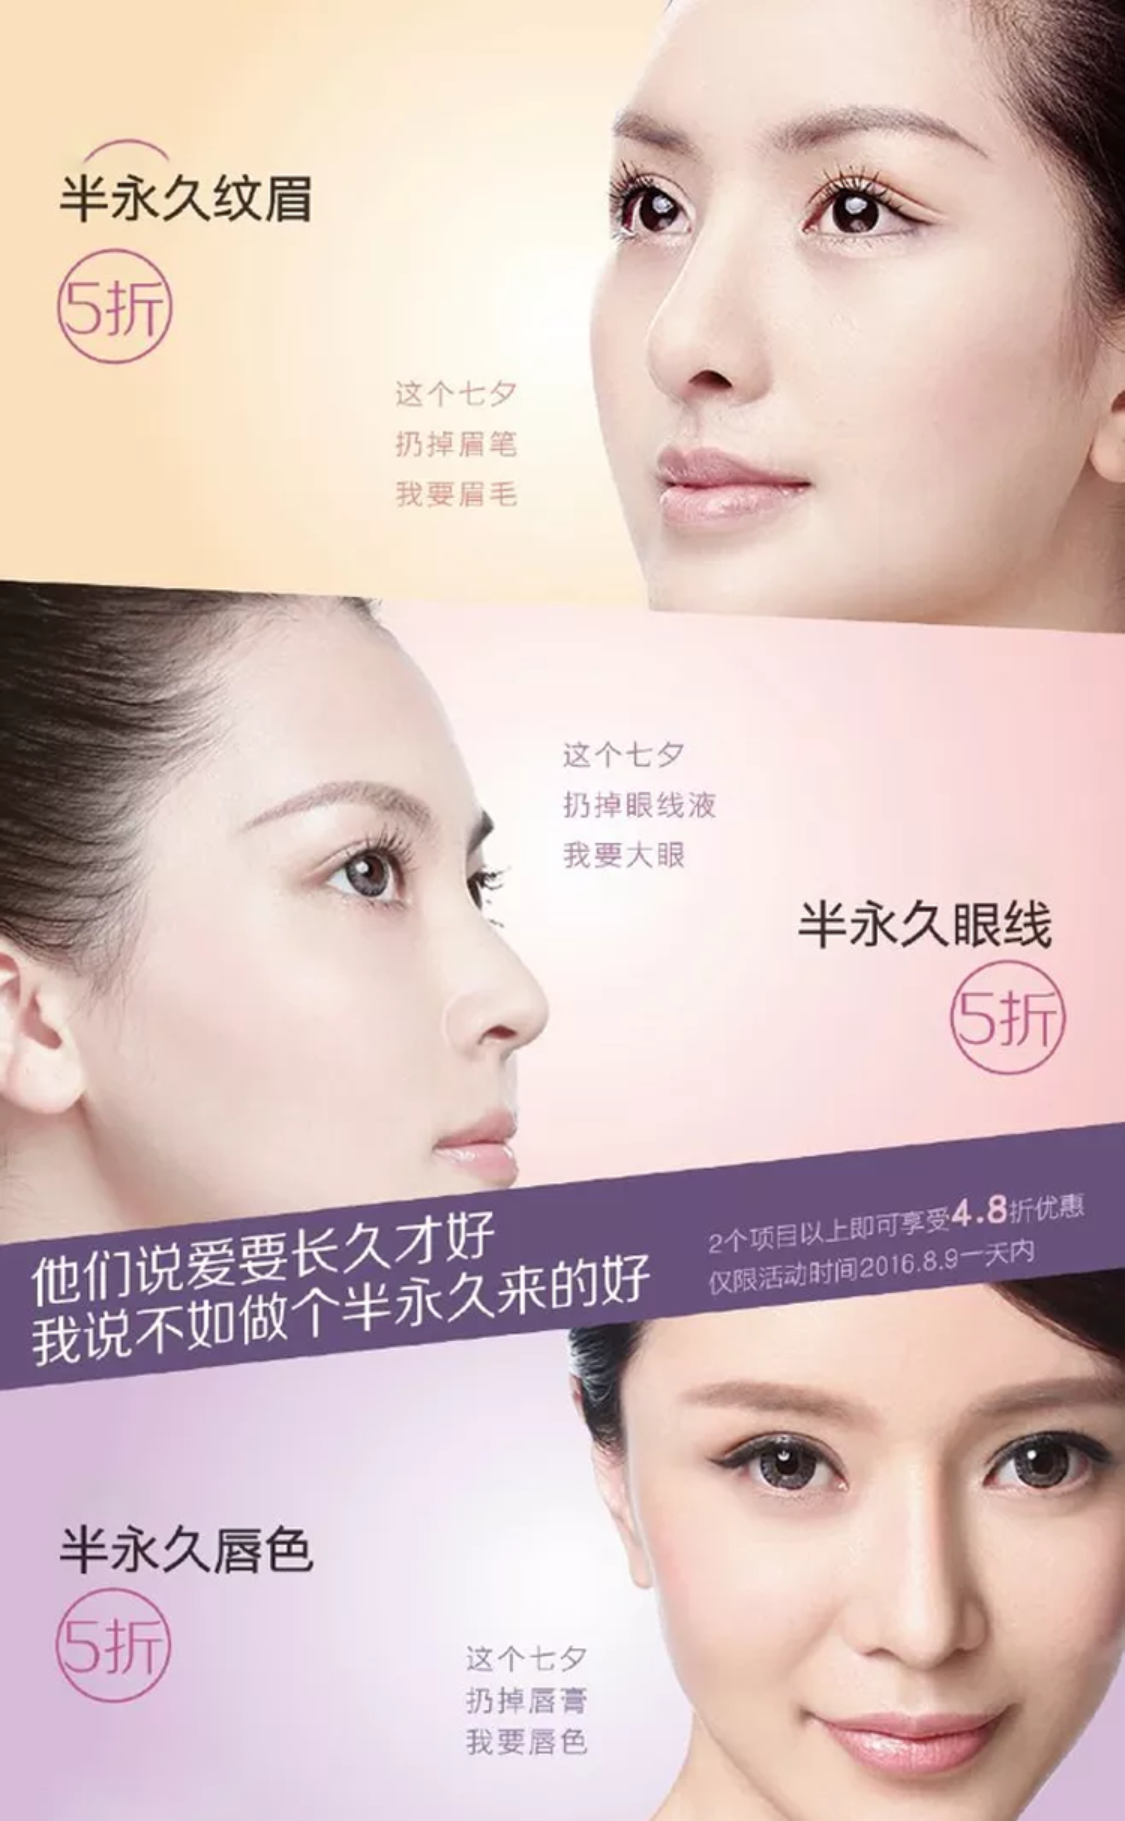 半永久纹眉
5折
这个七夕
扔掉眉笔
我要眉毛
这个七夕
扔掉眼线液
我要大眼
半永久眼线
5折
他们说爱要长久才好
我说不如做个半永久来的好
2个项目以上即可享受4.8折优惠
仅限活动时间2016.8.9一天内
半永久唇色
5折
这个七夕
扔掉唇膏
我要唇色